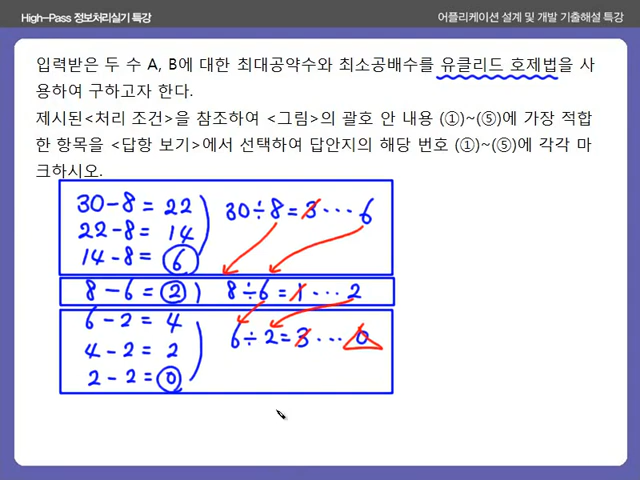 High-Pass 정보처리실기 특강
어플리케이션 설계 및 개발 기출해설 특강
입력받은 두 수 A, B에 대한 최대공약수와 최소공배수를 유클리드 호제법을 사
용하여 구하고자 한다.
제시된<처리 조건>을 참조하여 <그림>의 괄호 안 내용 (①)~(⑤)에 가장 적합
한 항목을 <답항 보기>에서 선택하여 답안지의 해당 번호 (①)~(⑤)에 각각 마
크하시오.
30-8 = 22
22-8 = 14
14-8 = 6
30÷8 = 3 ··· 6
8-6 = 2
8÷6 = 1 ··· 2
6-2 = 4
4-2 = 2
2-2 = 0
6÷2 = 3 ··· 0